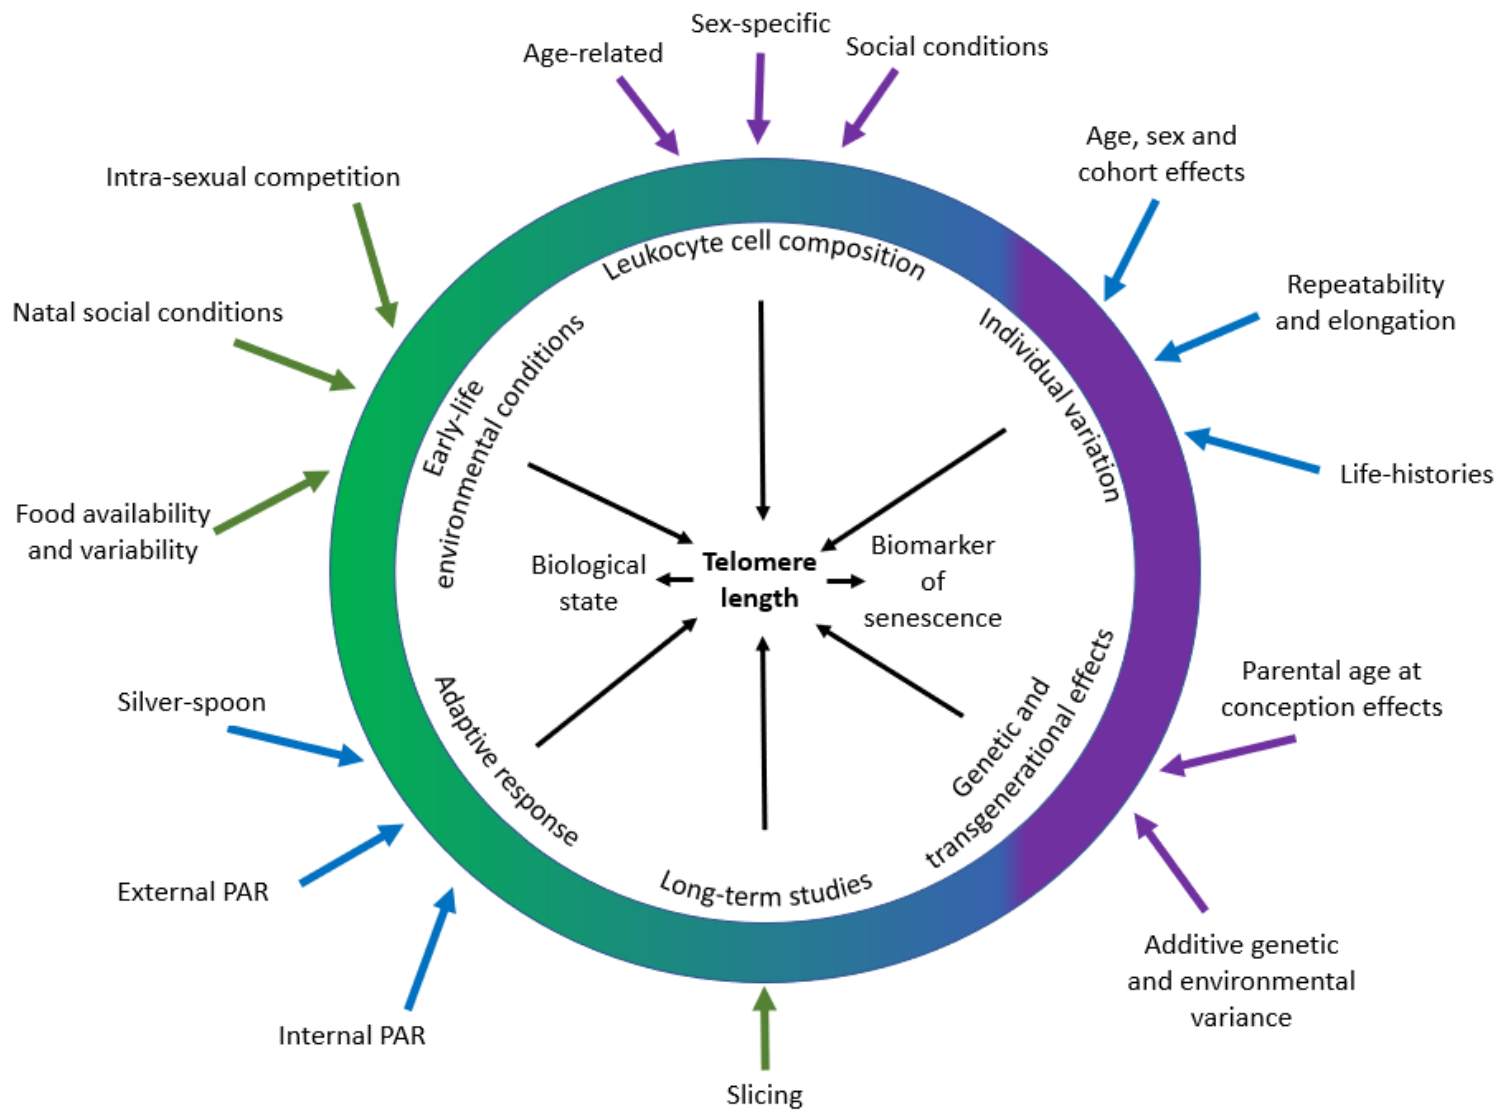 Sex-specific
Age-related
Social conditions
Age, sex and
cohort effects
Intra-sexual competition
Repeatability
and elongation
Natal social conditions
Life-histories
Food availability
and variability
Leukocyte cell composition
Individual variation
Early-life
environmental conditions
Biological
state
Telomere
length
Biomarker
of
senescence
Genetic and
transgenerational effects
Adaptive response
Long-term studies
Parental age at
conception effects
Silver-spoon
External PAR
Internal PAR
Additive genetic
and environmental
variance
Slicing